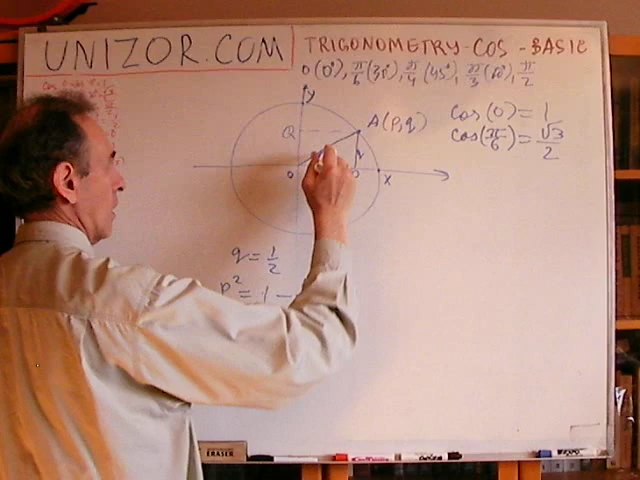 UNIZOR.COM
TRIGONOMETRY-COS-BASIC
0(0°), π/6(30°), π/4(45°), π/3(60°), π/2
y
Q
A(p,q)
cos(0) = 1
cos(π/6) = √3/2
q
o
x
q = 1/2
p² = 1 -
ERASER
EXPO